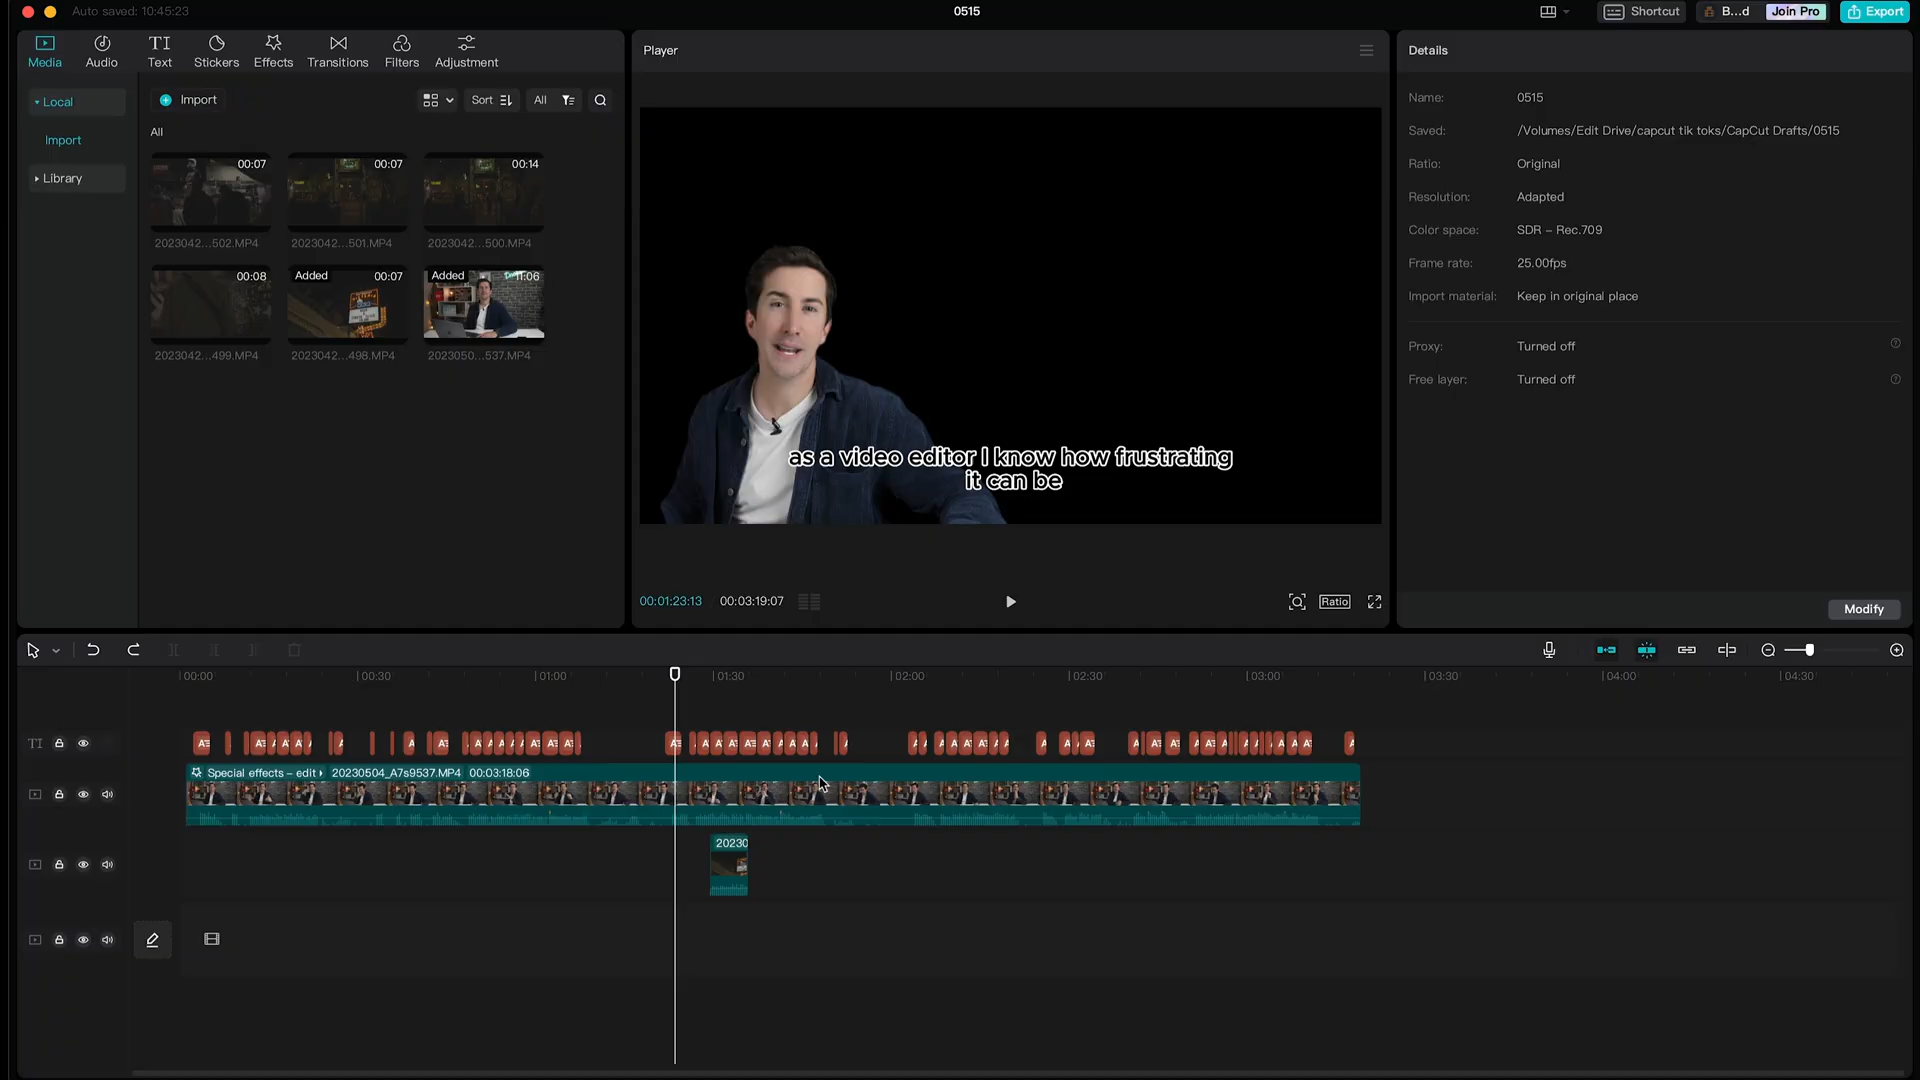 Auto saved: 10:45:23
0515
Shortcut
B...d
Join Pro
Export
Media
Audio
Text
Stickers
Effects
Transitions
Filters
Adjustment
Local
Import
Library
Import
Sort
All
All
00:07
2023042...502.MP4
00:07
2023042...501.MP4
00:14
2023042...500.MP4
00:08
2023042...499.MP4
Added
00:07
2023042...498.MP4
Added
11:06
2023050...537.MP4
Player
as a video editor I know how frustrating
it can be
00:01:23:13
00:03:19:07
Ratio
Details
Name: 0515
Saved: /Volumes/Edit Drive/capcut tik toks/CapCut Drafts/0515
Ratio: Original
Resolution: Adapted
Color space: SDR – Rec.709
Frame rate: 25.00fps
Import material: Keep in original place
Proxy: Turned off
Free layer: Turned off
Modify
00:00
00:30
01:00
01:30
02:00
02:30
03:00
03:30
04:00
04:30
TI
Special effects – edit
20230504_A7s9537.MP4
00:03:18:06
20230